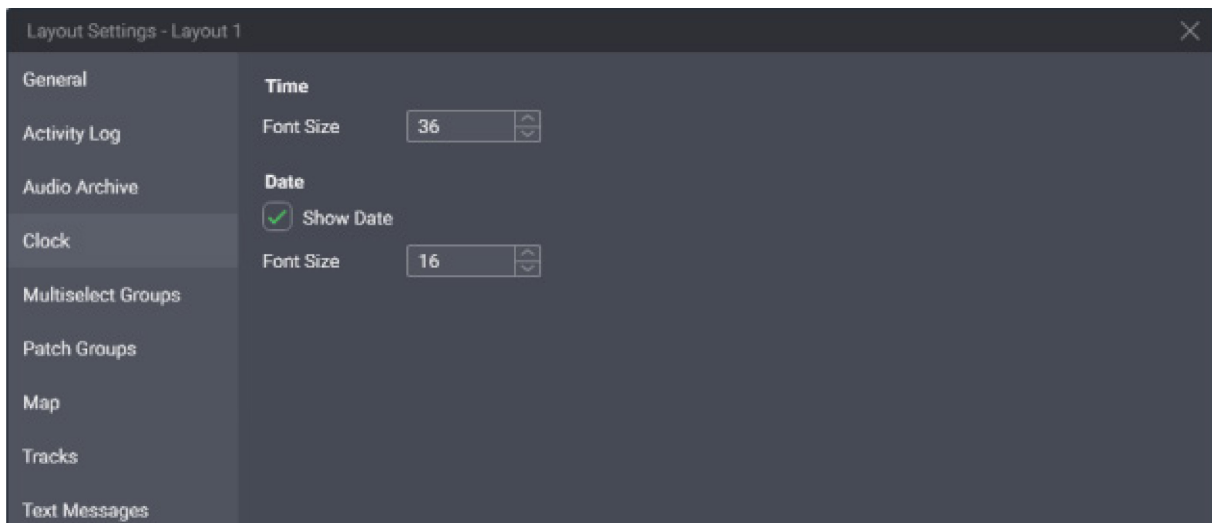 Layout Settings - Layout 1
General
Activity Log
Audio Archive
Clock
Multiselect Groups
Patch Groups
Map
Tracks
Text Messages
Time
Font Size 36
Date
Show Date
Font Size 16